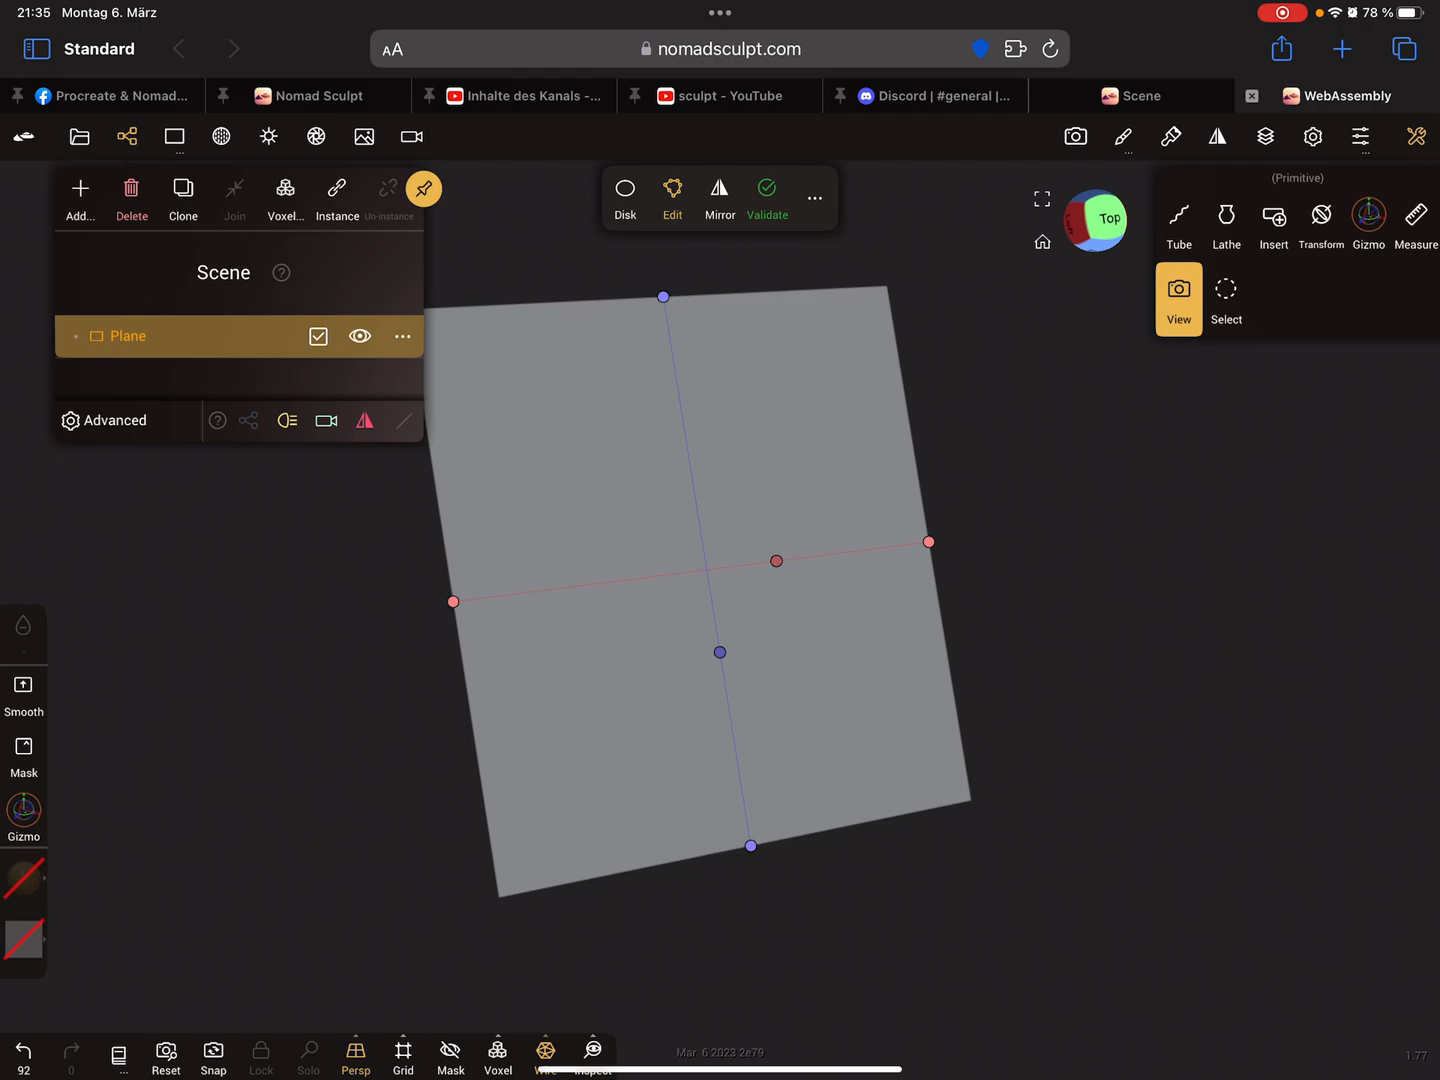 21:35 Montag 6. März
78 %
Standard
AA
nomadsculpt.com
Procreate & Nomad...
Nomad Sculpt
Inhalte des Kanals -...
sculpt - YouTube
Discord | #general |...
Scene
WebAssembly
Add...
Delete
Clone
Join
Voxel...
Instance
Un-instance
Disk
Edit
Mirror
Validate
Top
(Primitive)
Tube
Lathe
Insert
Transform
Gizmo
Measure
View
Select
Scene
Plane
Advanced
Smooth
Mask
Gizmo
92
0
Reset
Snap
Lock
Solo
Persp
Grid
Mask
Voxel
Mar 6 2023 2e79
1.77